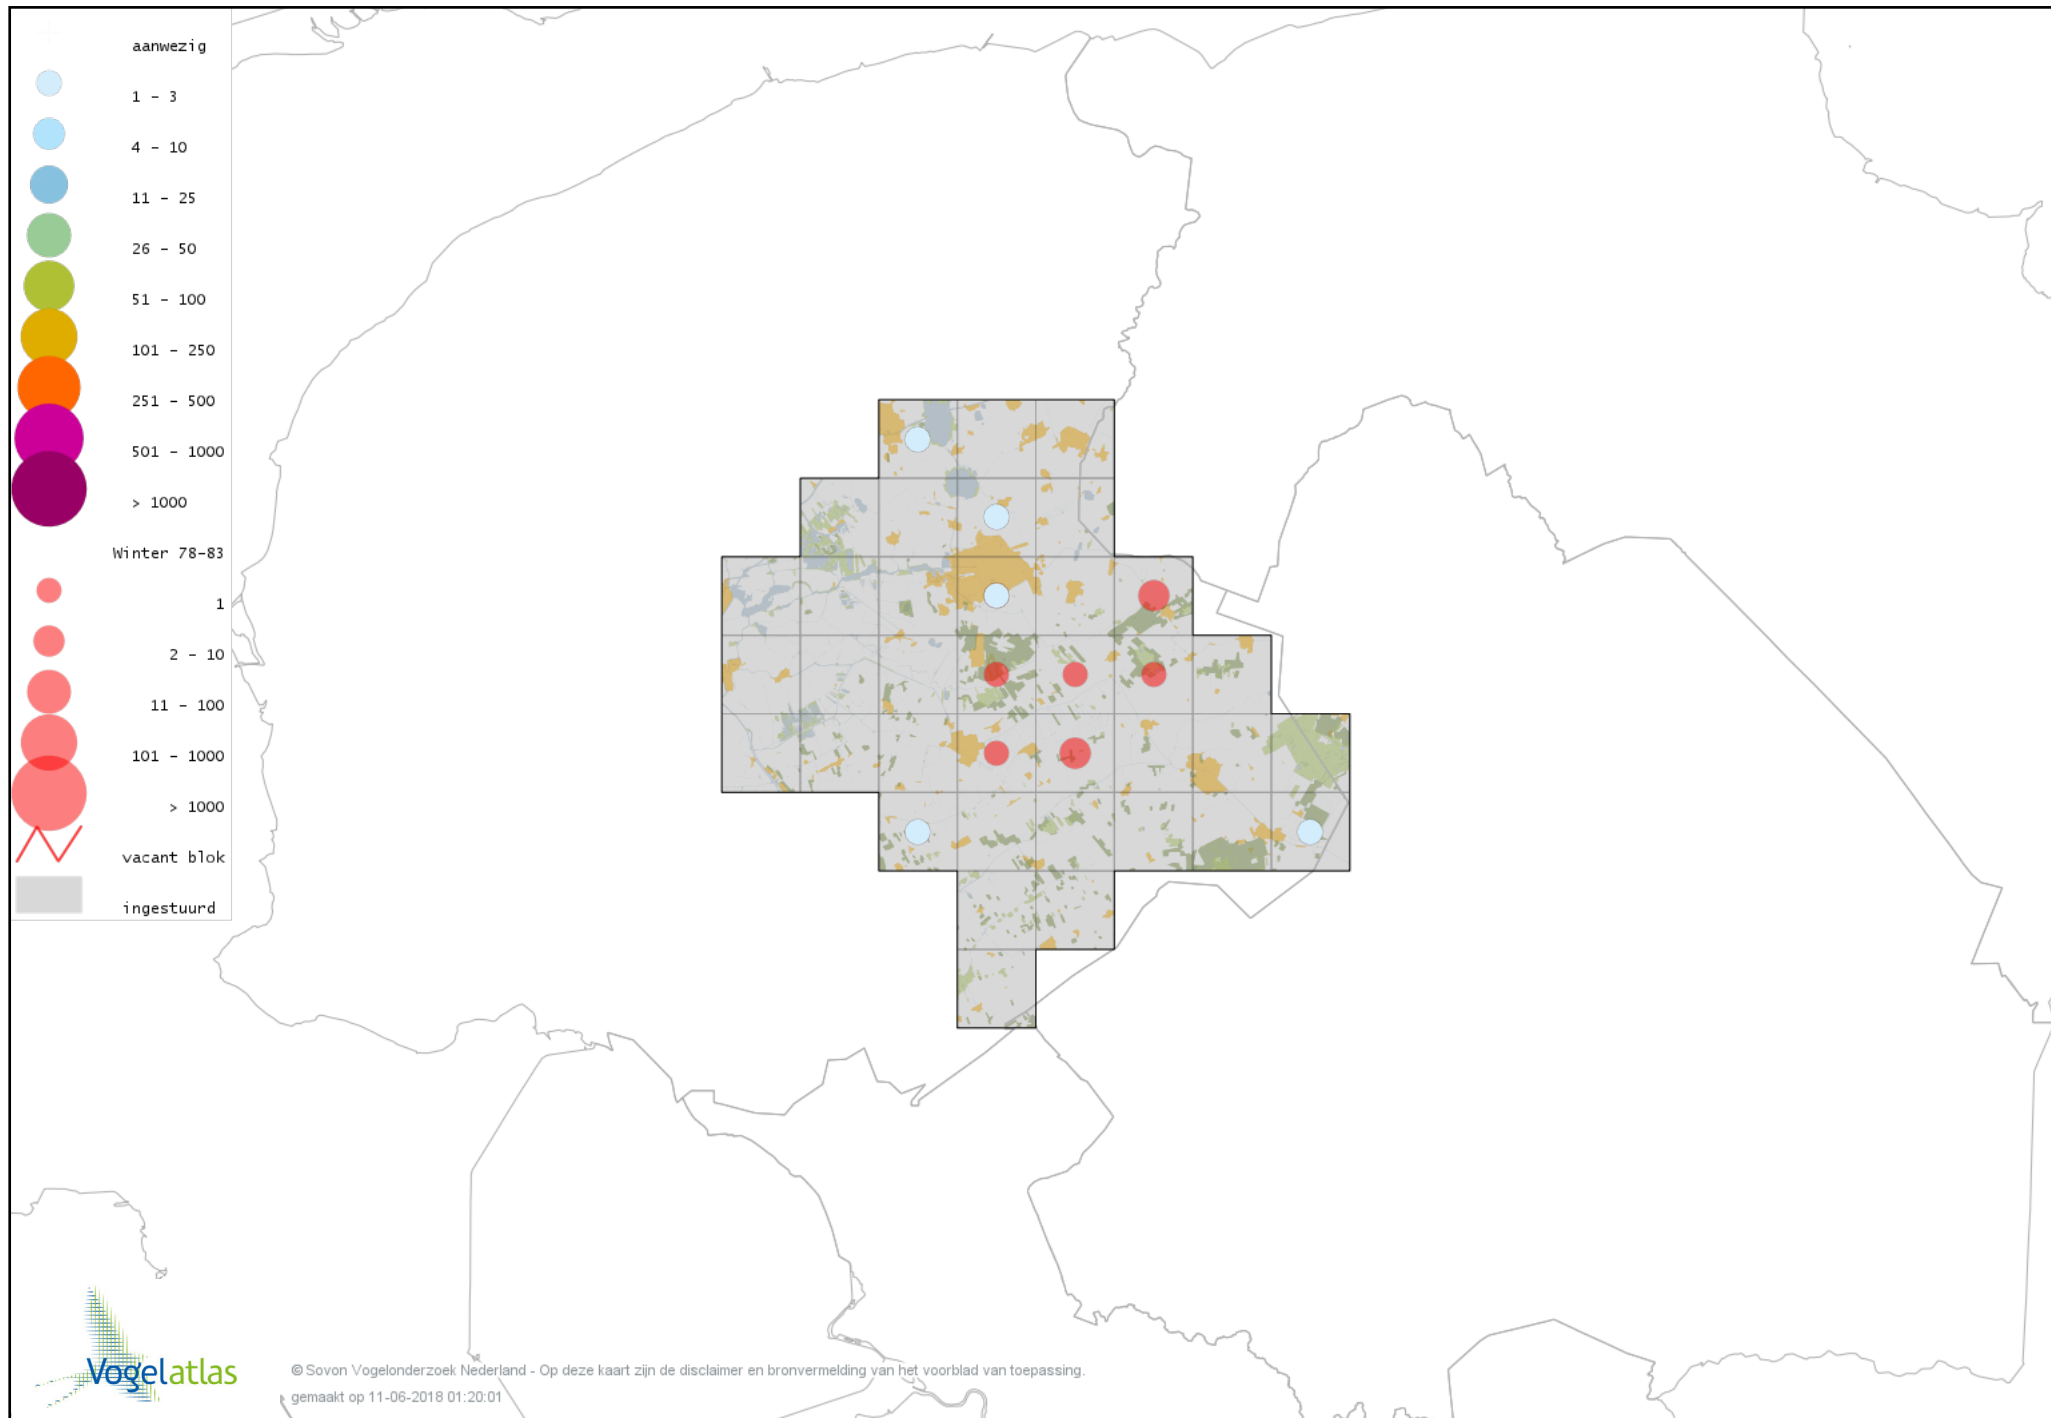 aanwezig
1 - 3
4 - 10
11 - 25
26 - 50
51 - 100
101 - 250
251 - 500
501 - 1000
> 1000
Winter 78-83
1
2 - 10
11 - 100
101 - 1000
> 1000
vacant blok
ingestuurd
Vogelatlas
© Sovon Vogelonderzoek Nederland - Op deze kaart zijn de disclaimer en bronvermelding van het voorblad van toepassing.
gemaakt op 11-06-2018 01:20:01